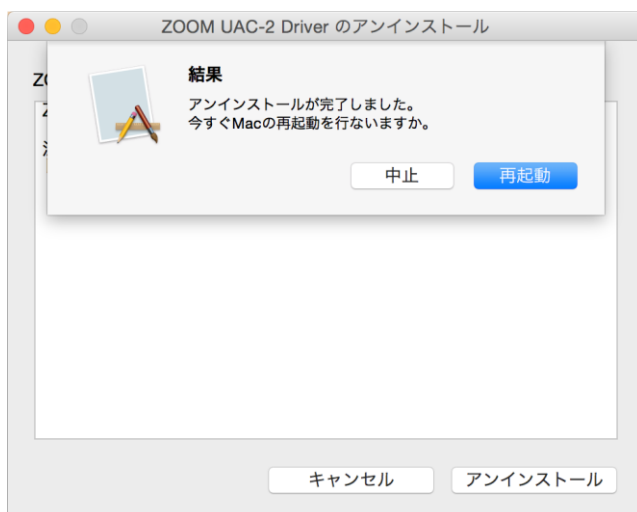 ZOOM UAC-2 Driver のアンインストール
結果
アンインストールが完了しました。
今すぐMacの再起動を行ないますか。
中止
再起動
キャンセル
アンインストール